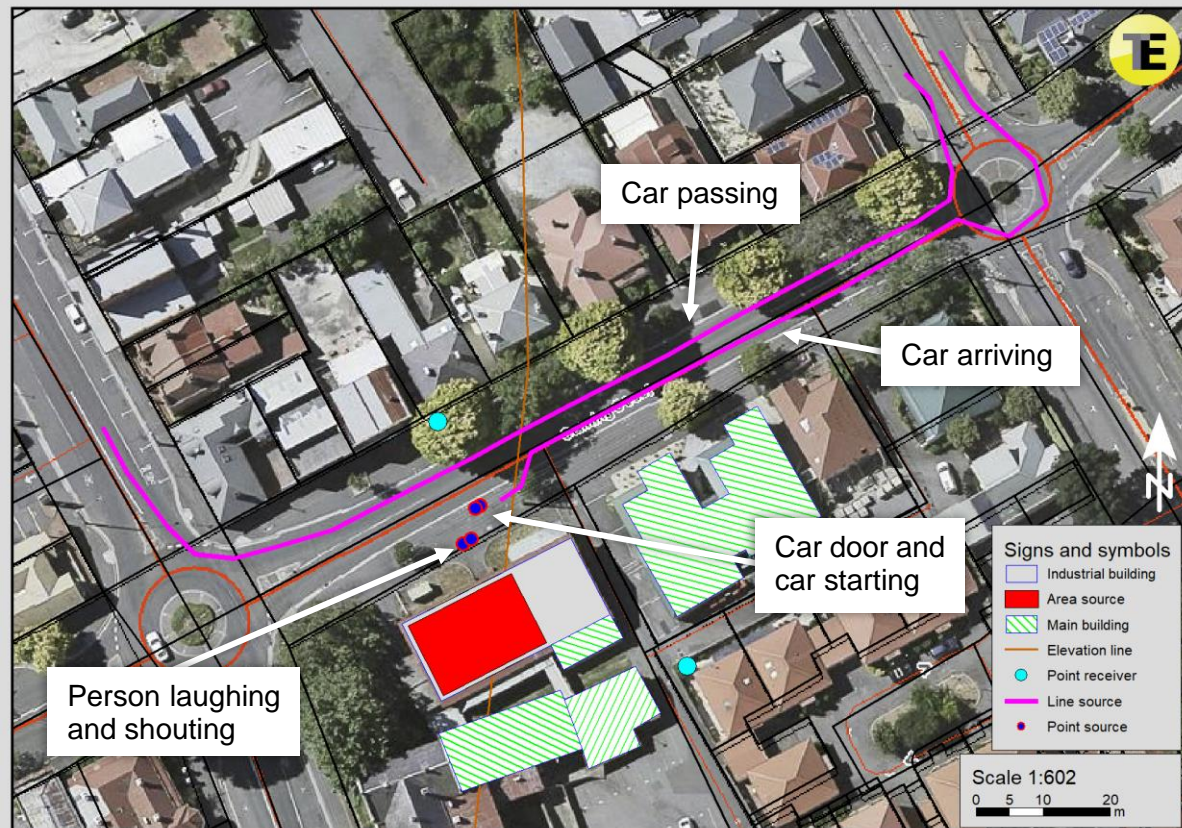 TE
Car passing
Car arriving
Car door and
car starting
Person laughing
and shouting
N
Signs and symbols
Industrial building
Area source
Main building
Elevation line
Point receiver
Line source
Point source
Scale 1:602
0 5 10 20
m